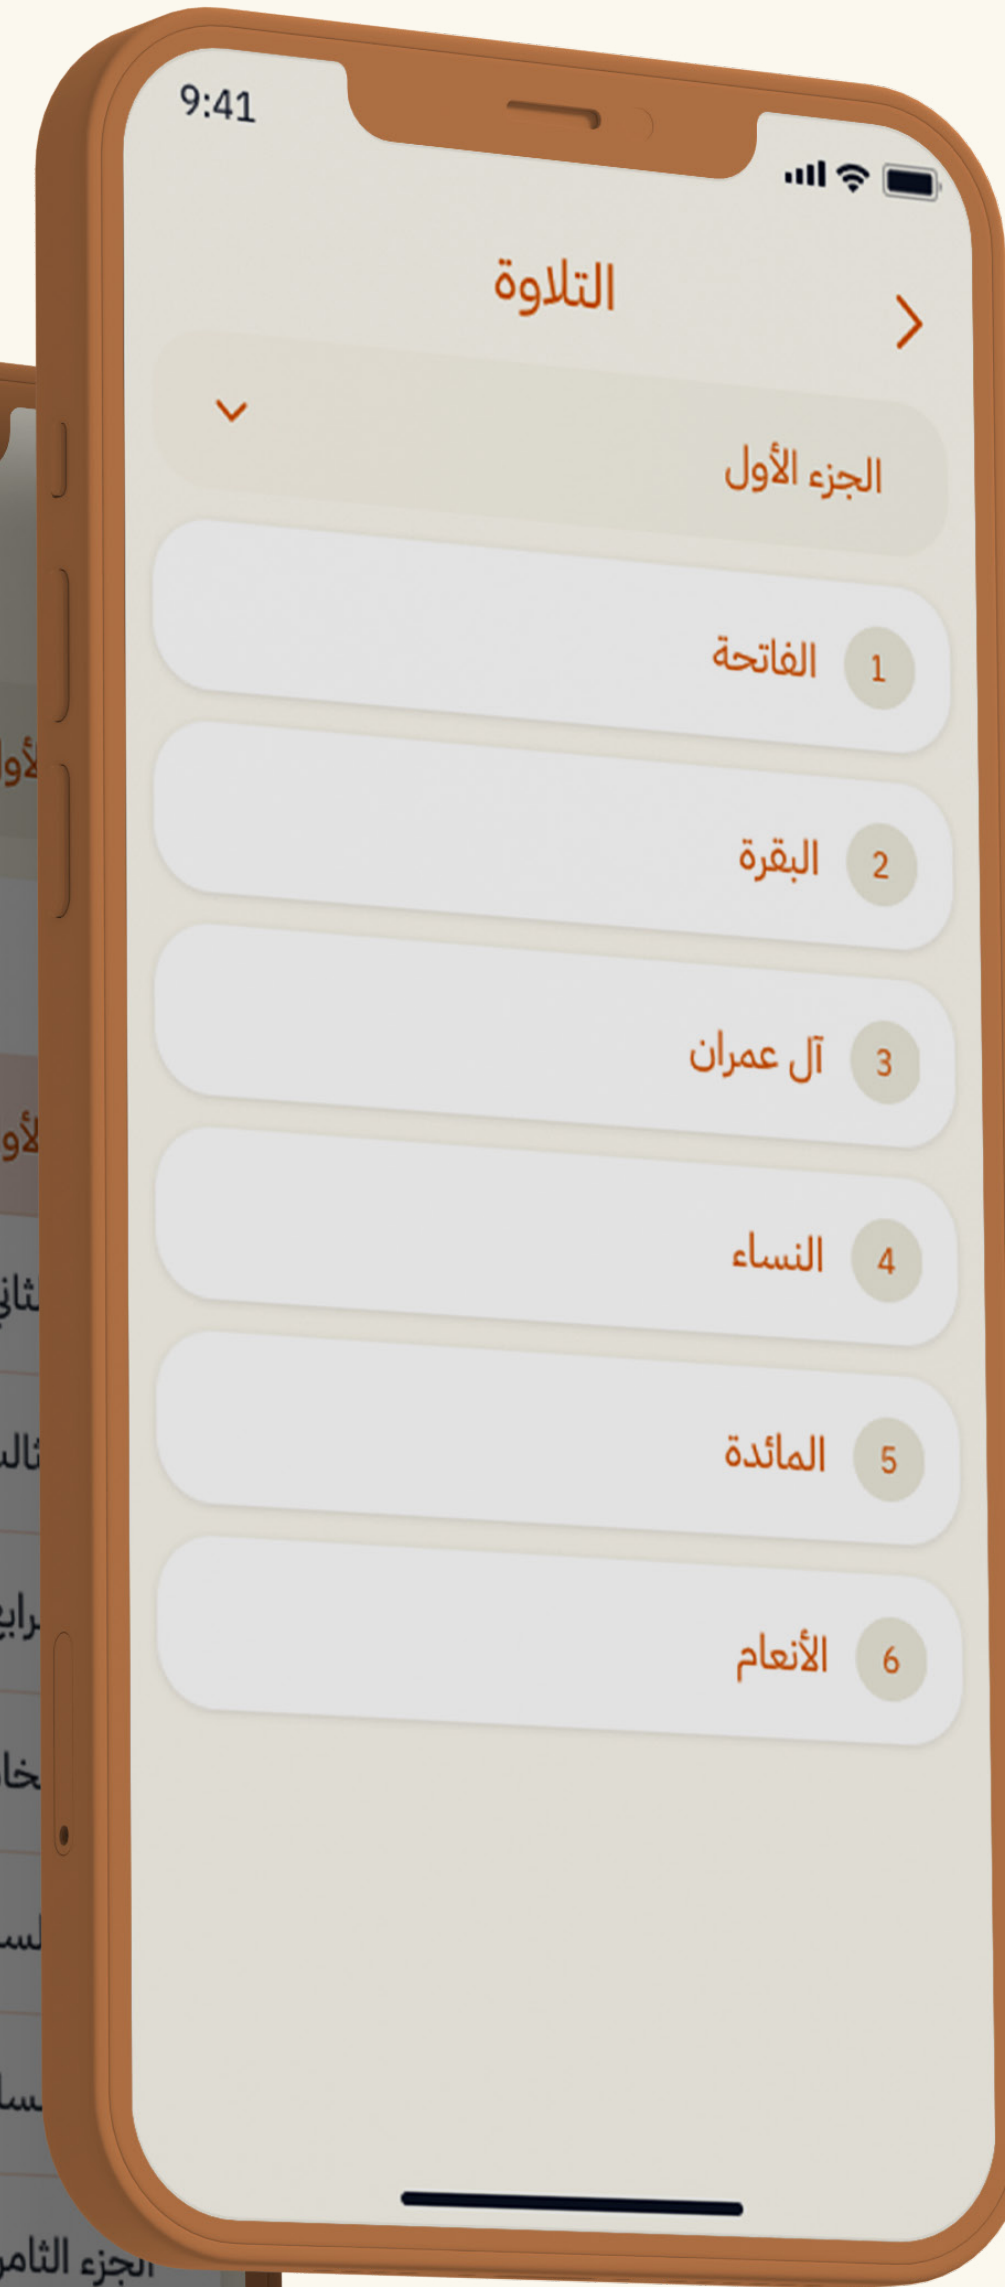 9:41
التلاوة
الجزء الأول
1 الفاتحة
2 البقرة
3 آل عمران
4 النساء
5 المائدة
6 الأنعام
الجزء الثامن